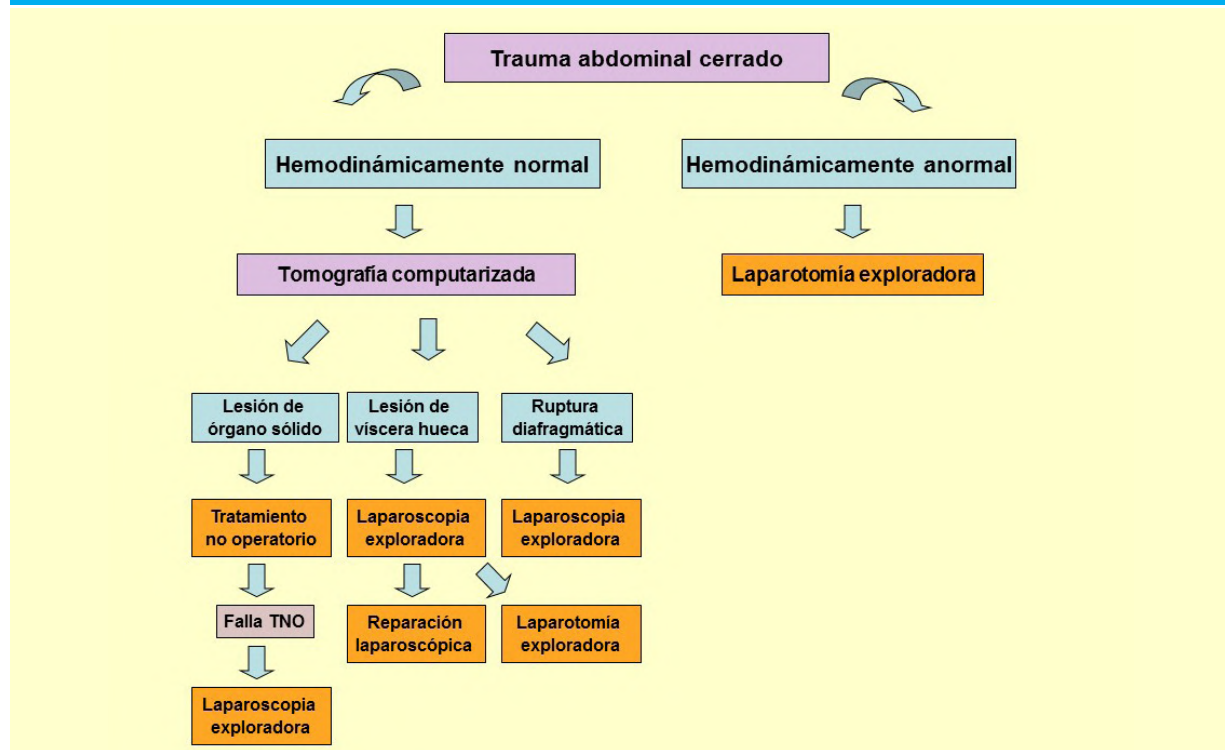 Trauma abdominal cerrado
Hemodinámicamente normal
Hemodinámicamente anormal
Tomografía computarizada
Laparotomía exploradora
Lesión de
órgano sólido
Lesión de
víscera hueca
Ruptura
diafragmática
Tratamiento
no operatorio
Laparoscopia
exploradora
Laparoscopia
exploradora
Falla TNO
Reparación
laparoscópica
Laparotomía
exploradora
Laparoscopia
exploradora